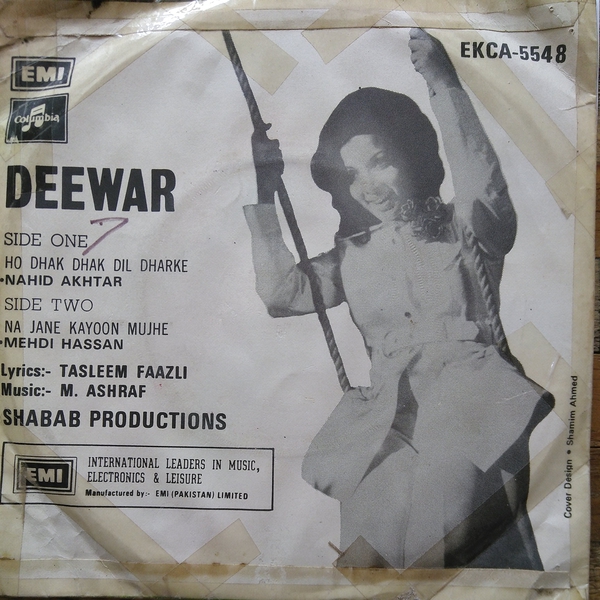 EMI
EKCA-5548
Columbia
DEEWAR
SIDE ONE
HO DHAK DHAK DIL DHARKE
•NAHID AKHTAR
SIDE TWO
NA JANE KAYOON MUJHE
•MEHDI HASSAN
Lyrics:- TASLEEM FAAZLI
Music:- M. ASHRAF
SHABAB PRODUCTIONS
EMI
INTERNATIONAL LEADERS IN MUSIC,
ELECTRONICS & LEISURE
Manufactured by:- EMI (PAKISTAN) LIMITED
Cover Design • Shamim Ahmed